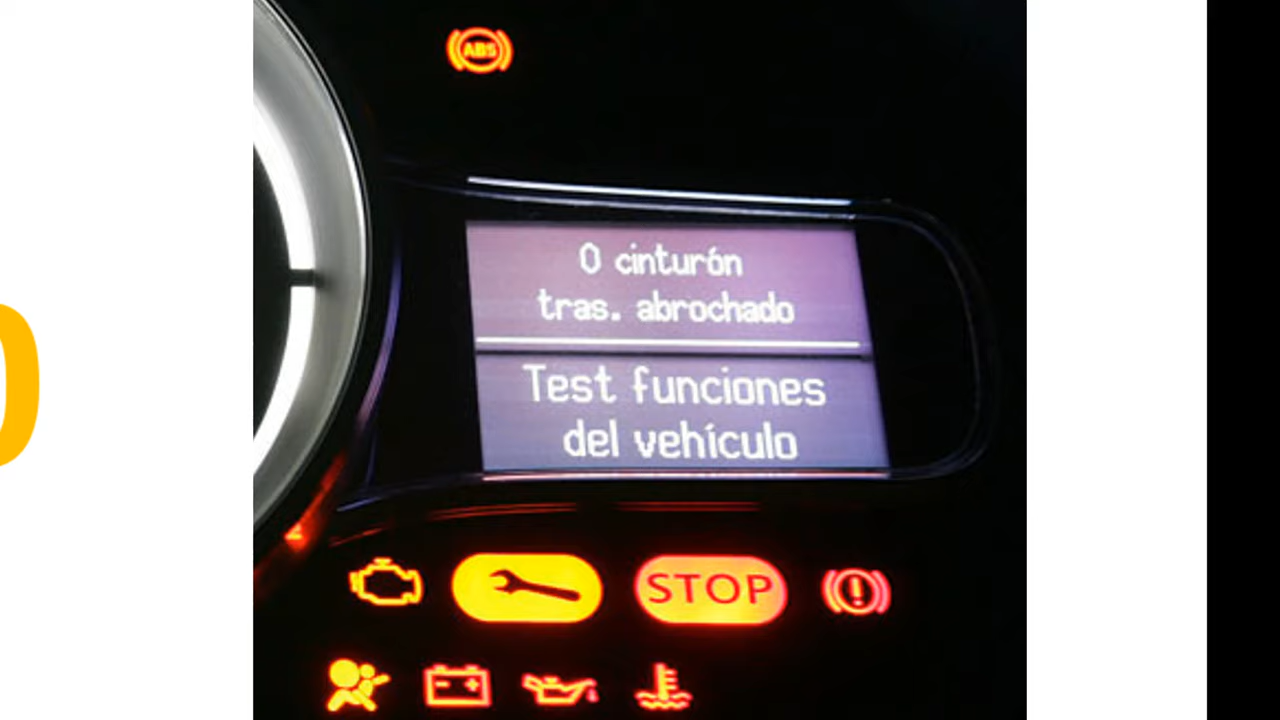 ABS
0 cinturón
tras. abrochado
Test funciones
del vehículo
STOP